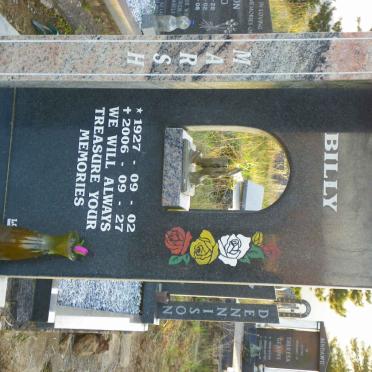 MARSH
BILLY
★ 1927 - 09 - 02
✝ 2006 - 09 - 27
WE WILL ALWAYS
TREASURE YOUR
MEMORIES
DENNISON